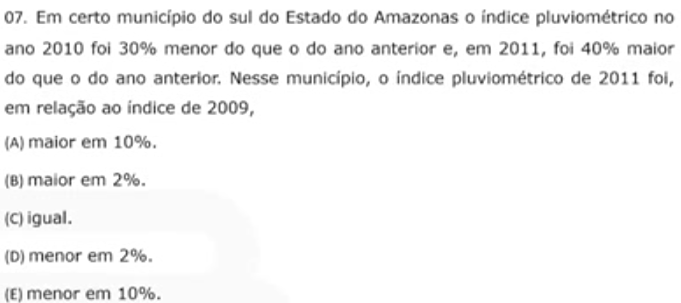 07. Em certo município do sul do Estado do Amazonas o índice pluviométrico no
ano 2010 foi 30% menor do que o do ano anterior e, em 2011, foi 40% maior
do que o do ano anterior. Nesse município, o índice pluviométrico de 2011 foi,
em relação ao índice de 2009,
(A) maior em 10%.
(B) maior em 2%.
(C) igual.
(D) menor em 2%.
(E) menor em 10%.